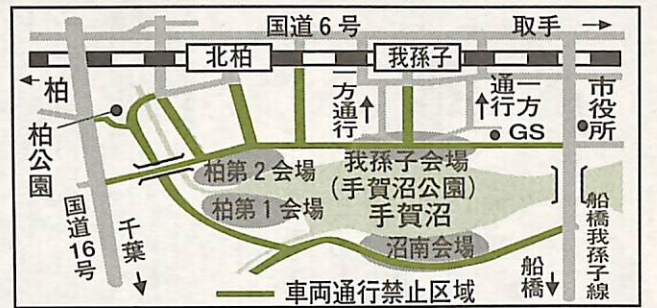 国道6号
取手
北柏
我孫子
柏
柏公園
一方通行
一方通行
GS
市役所
柏第2会場
我孫子会場
(手賀沼公園)
手賀沼
柏第1会場
沼南会場
国道16号
千葉
船橋
船橋我孫子線
車両通行禁止区域